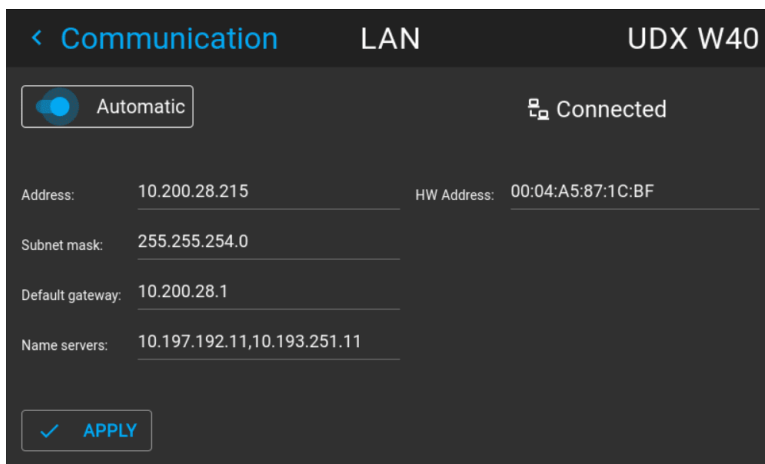 Communication LAN UDX W40
Automatic Connected
Address: 10.200.28.215 HW Address: 00:04:A5:87:1C:BF
Subnet mask: 255.255.254.0
Default gateway: 10.200.28.1
Name servers: 10.197.192.11,10.193.251.11
APPLY